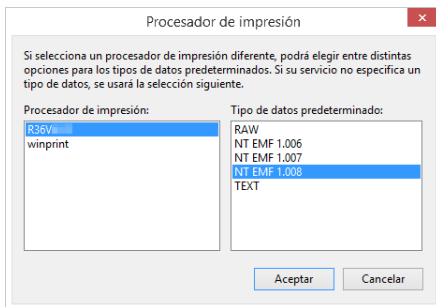 Procesador de impresión
Si selecciona un procesador de impresión diferente, podrá elegir entre distintas
opciones para los tipos de datos predeterminados. Si su servicio no especifica un
tipo de datos, se usará la selección siguiente.
Procesador de impresión:
winprint
Tipo de datos predeterminado:
RAW
NT EMF 1.006
NT EMF 1.007
NT EMF 1.008
TEXT
Aceptar
Cancelar